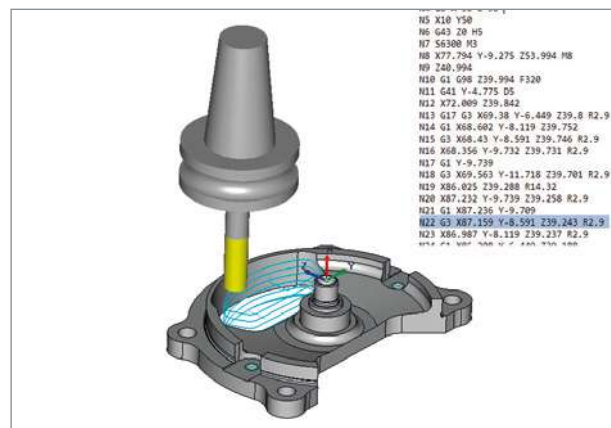 N5 X10 Y50
N6 G43 Z0 H5
N7 S6300 M3
N8 X77.794 Y-9.275 Z53.994 M8
N9 Z40.994
N10 G1 G98 Z39.994 F320
N11 G41 Y-4.775 D5
N12 X72.009 Z39.842
N13 G17 G3 X69.38 Y-6.449 Z39.8 R2.9
N14 G1 X68.602 Y-8.119 Z39.752
N15 G3 X68.43 Y-8.591 Z39.746 R2.9
N16 X68.356 Y-9.732 Z39.731 R2.9
N17 G1 Y-9.739
N18 G3 X69.563 Y-11.718 Z39.701 R2.9
N19 X86.025 Z39.288 R14.32
N20 X87.232 Y-9.739 Z39.258 R2.9
N21 G1 X87.236 Y-9.709
N22 G3 X87.159 Y-8.591 Z39.243 R2.9
N23 X86.987 Y-8.119 Z39.237 R2.9
Z Y